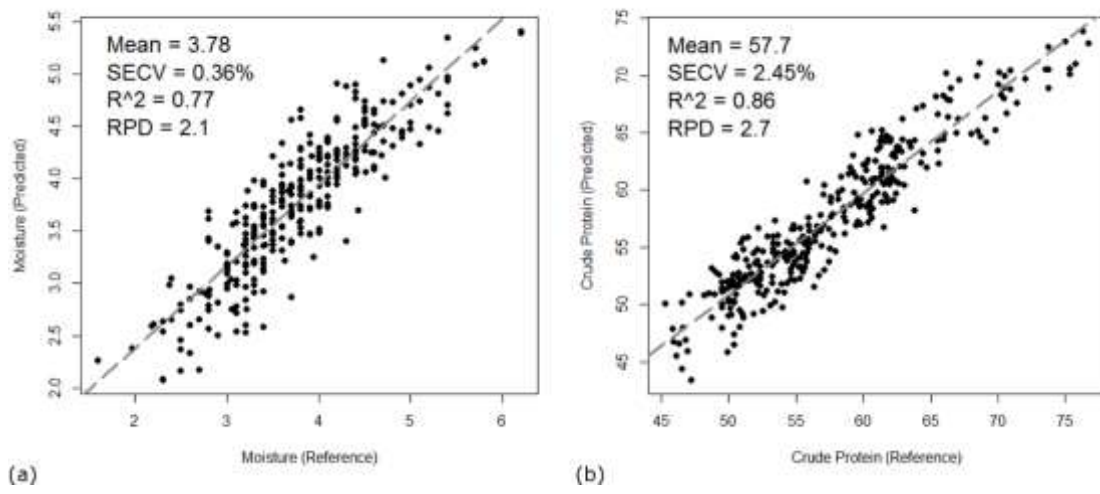 Mean = 3.78
SECV = 0.36%
R^2 = 0.77
RPD = 2.1
Moisture (Predicted)
5.5
5.0
4.5
4.0
3.5
3.0
2.5
2.0
2 3 4 5 6
Moisture (Reference)
(a)
Mean = 57.7
SECV = 2.45%
R^2 = 0.86
RPD = 2.7
Crude Protein (Predicted)
75
70
65
60
55
50
45
45 50 55 60 65 70 75
Crude Protein (Reference)
(b)